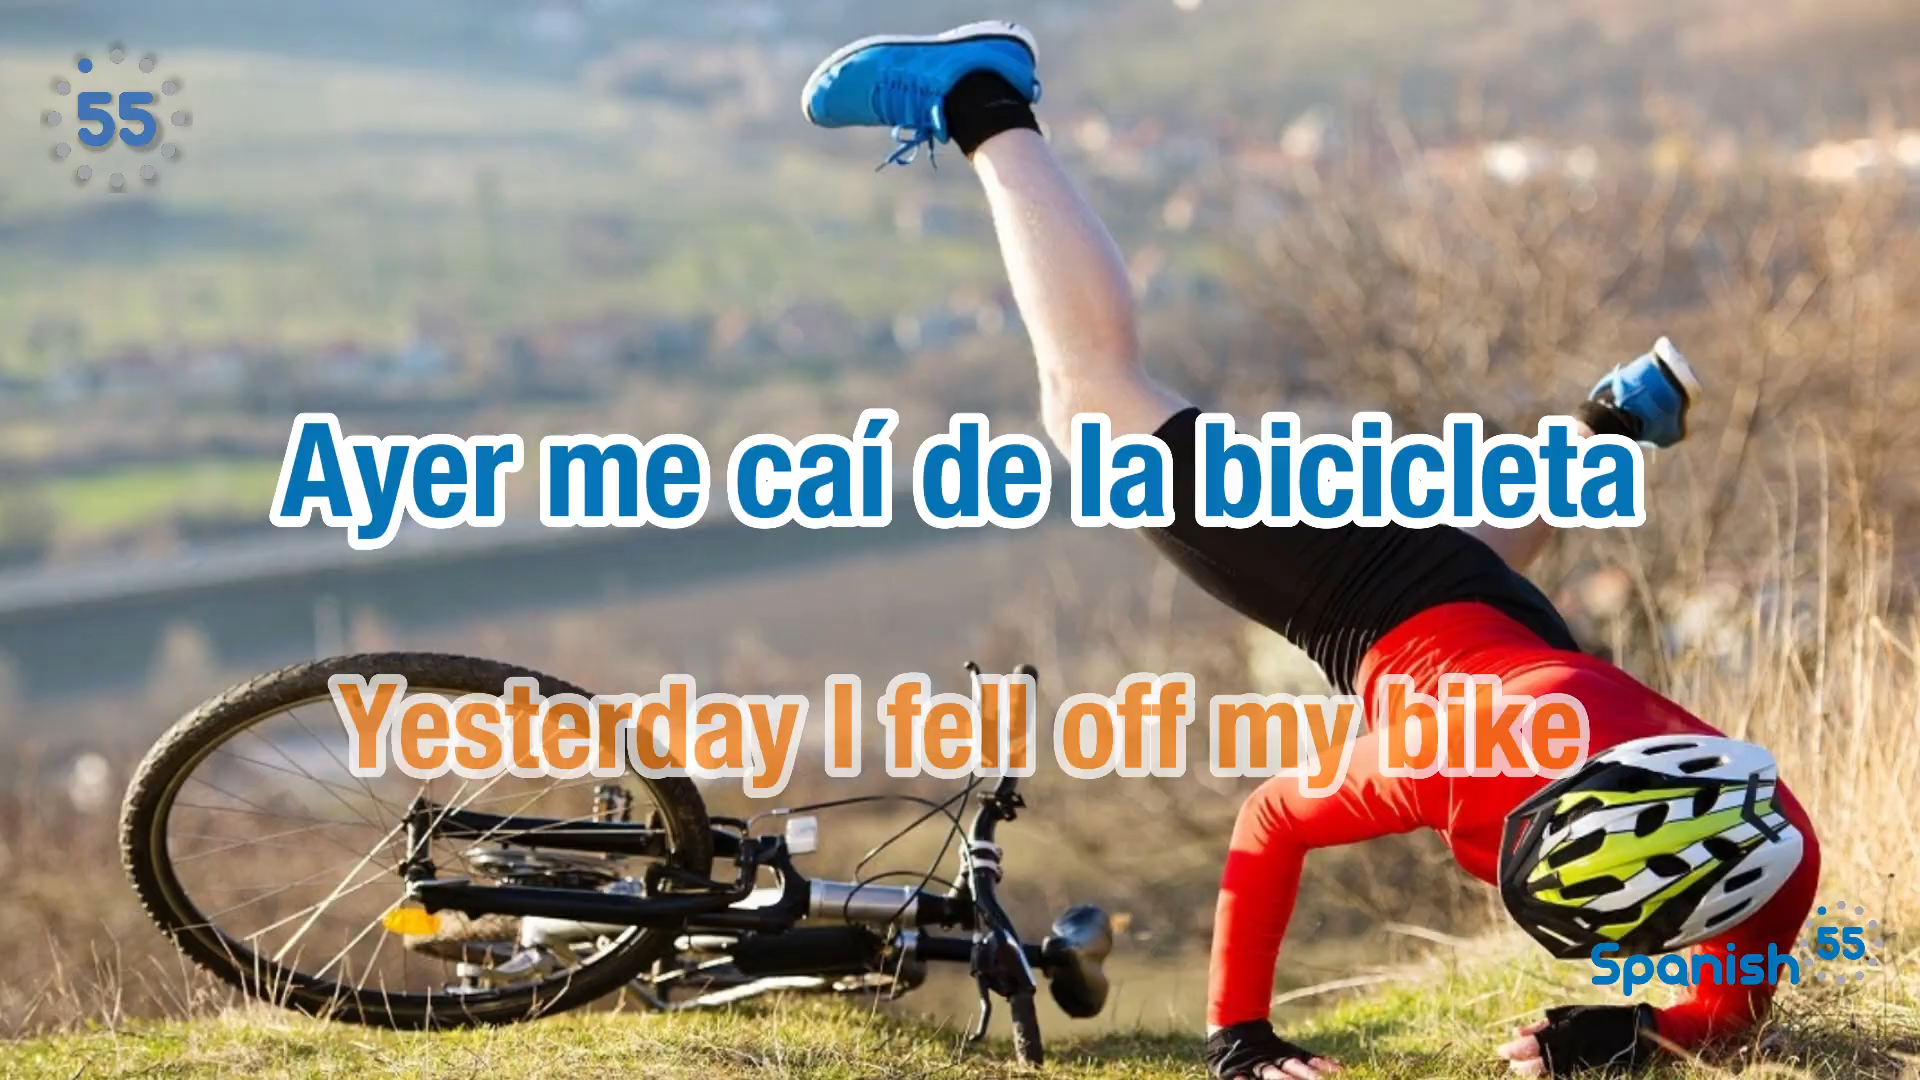 55
Ayer me caí de la bicicleta
Yesterday I fell off my bike
Spanish 55